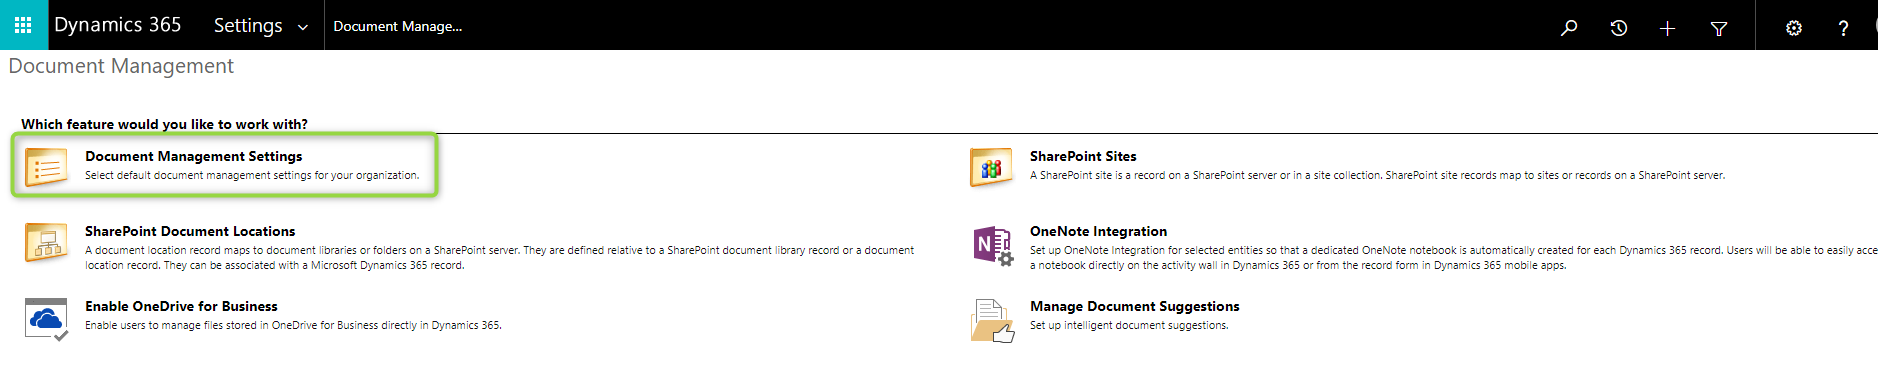 Dynamics 365 Settings Document Manage...
Document Management
Which feature would you like to work with?
Document Management Settings
Select default document management settings for your organization.
SharePoint Sites
A SharePoint site is a record on a SharePoint server or in a site collection. SharePoint site records map to sites or records on a SharePoint server.
SharePoint Document Locations
A document location record maps to document libraries or folders on a SharePoint server. They are defined relative to a SharePoint document library record or a document
location record. They can be associated with a Microsoft Dynamics 365 record.
OneNote Integration
Set up OneNote Integration for selected entities so that a dedicated OneNote notebook is automatically created for each Dynamics 365 record. Users will be able to easily acce
a notebook directly on the activity wall in Dynamics 365 or from the record form in Dynamics 365 mobile apps.
Enable OneDrive for Business
Enable users to manage files stored in OneDrive for Business directly in Dynamics 365.
Manage Document Suggestions
Set up intelligent document suggestions.